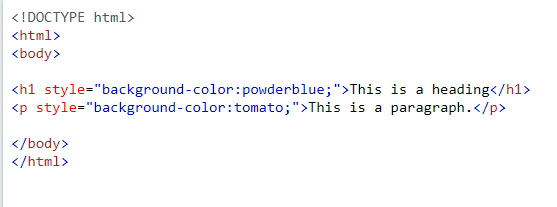 <!DOCTYPE html>
<html>
<body>
<h1 style="background-color:powderblue;">This is a heading</h1>
<p style="background-color:tomato;">This is a paragraph.</p>
</body>
</html>